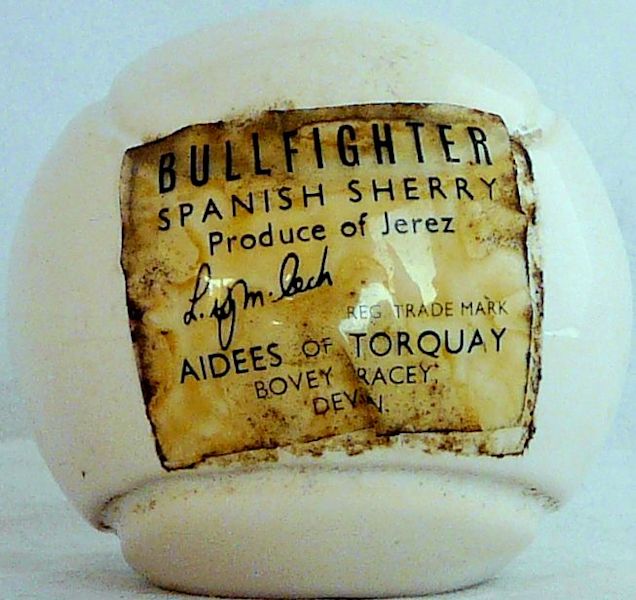 BULLFIGHTER
SPANISH SHERRY
Produce of Jerez
REG TRADE MARK
AIDEES OF TORQUAY
BOVEY TRACEY,
DEVON.